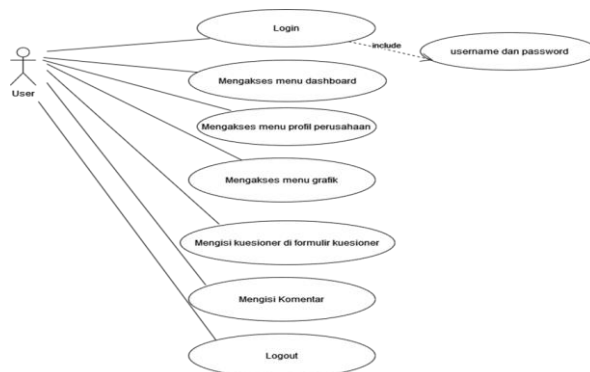 Login
include
username dan password
User
Mengakses menu dashboard
Mengakses menu profil perusahaan
Mengakses menu grafik
Mengisi kuesioner di formulir kuesioner
Mengisi Komentar
Logout